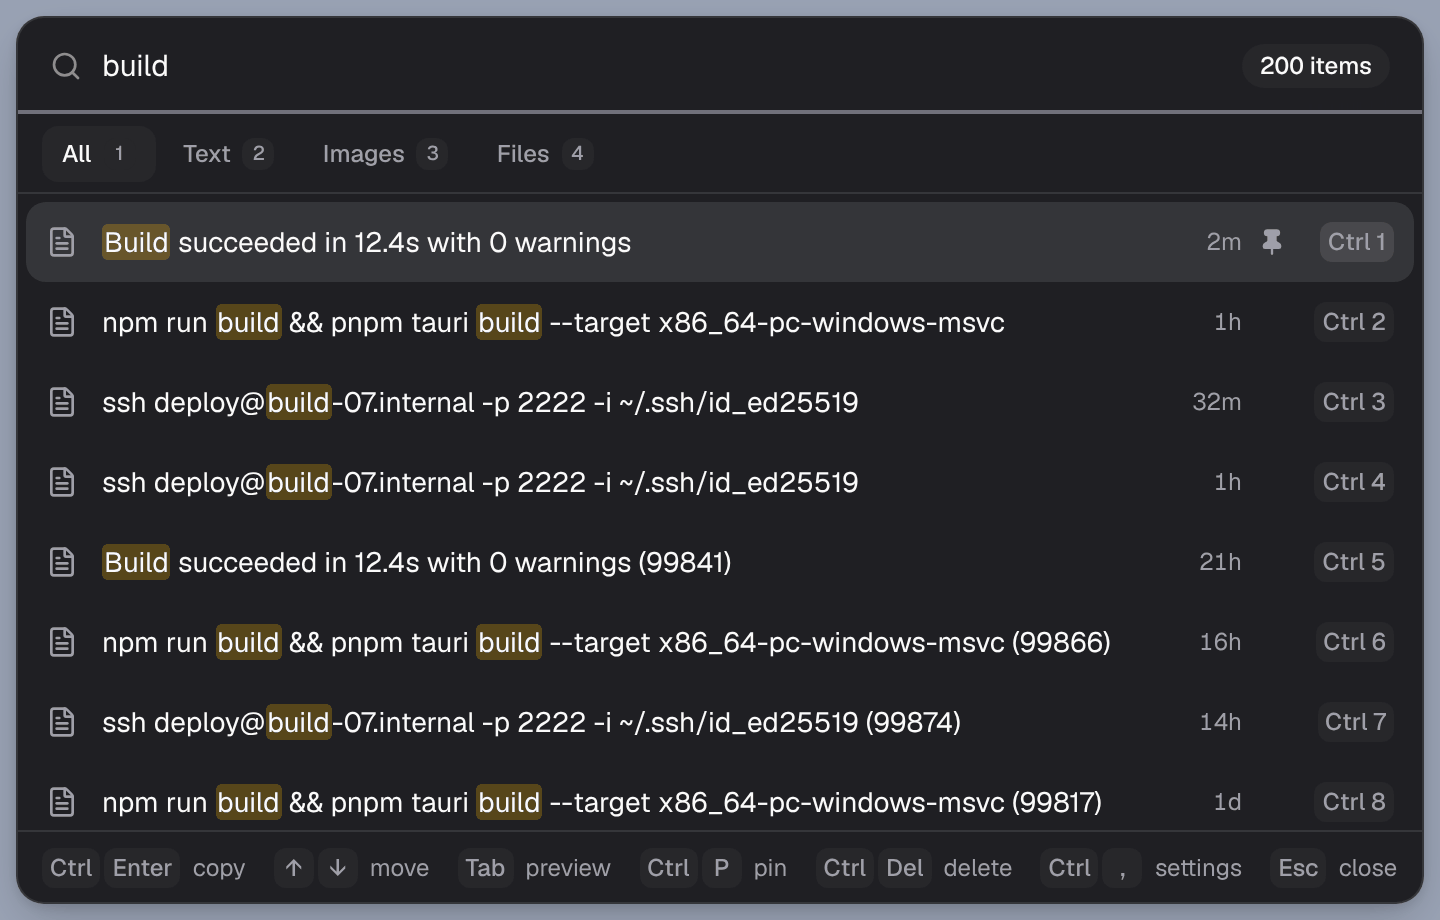 build 200 items
All 1 Text 2 Images 3 Files 4
Build succeeded in 12.4s with 0 warnings 2m Ctrl 1
npm run build && pnpm tauri build --target x86_64-pc-windows-msvc 1h Ctrl 2
ssh deploy@build-07.internal -p 2222 -i ~/.ssh/id_ed25519 32m Ctrl 3
ssh deploy@build-07.internal -p 2222 -i ~/.ssh/id_ed25519 1h Ctrl 4
Build succeeded in 12.4s with 0 warnings (99841) 21h Ctrl 5
npm run build && pnpm tauri build --target x86_64-pc-windows-msvc (99866) 16h Ctrl 6
ssh deploy@build-07.internal -p 2222 -i ~/.ssh/id_ed25519 (99874) 14h Ctrl 7
npm run build && pnpm tauri build --target x86_64-pc-windows-msvc (99817) 1d Ctrl 8
Ctrl Enter copy ↑ ↓ move Tab preview Ctrl P pin Ctrl Del delete Ctrl , settings Esc close